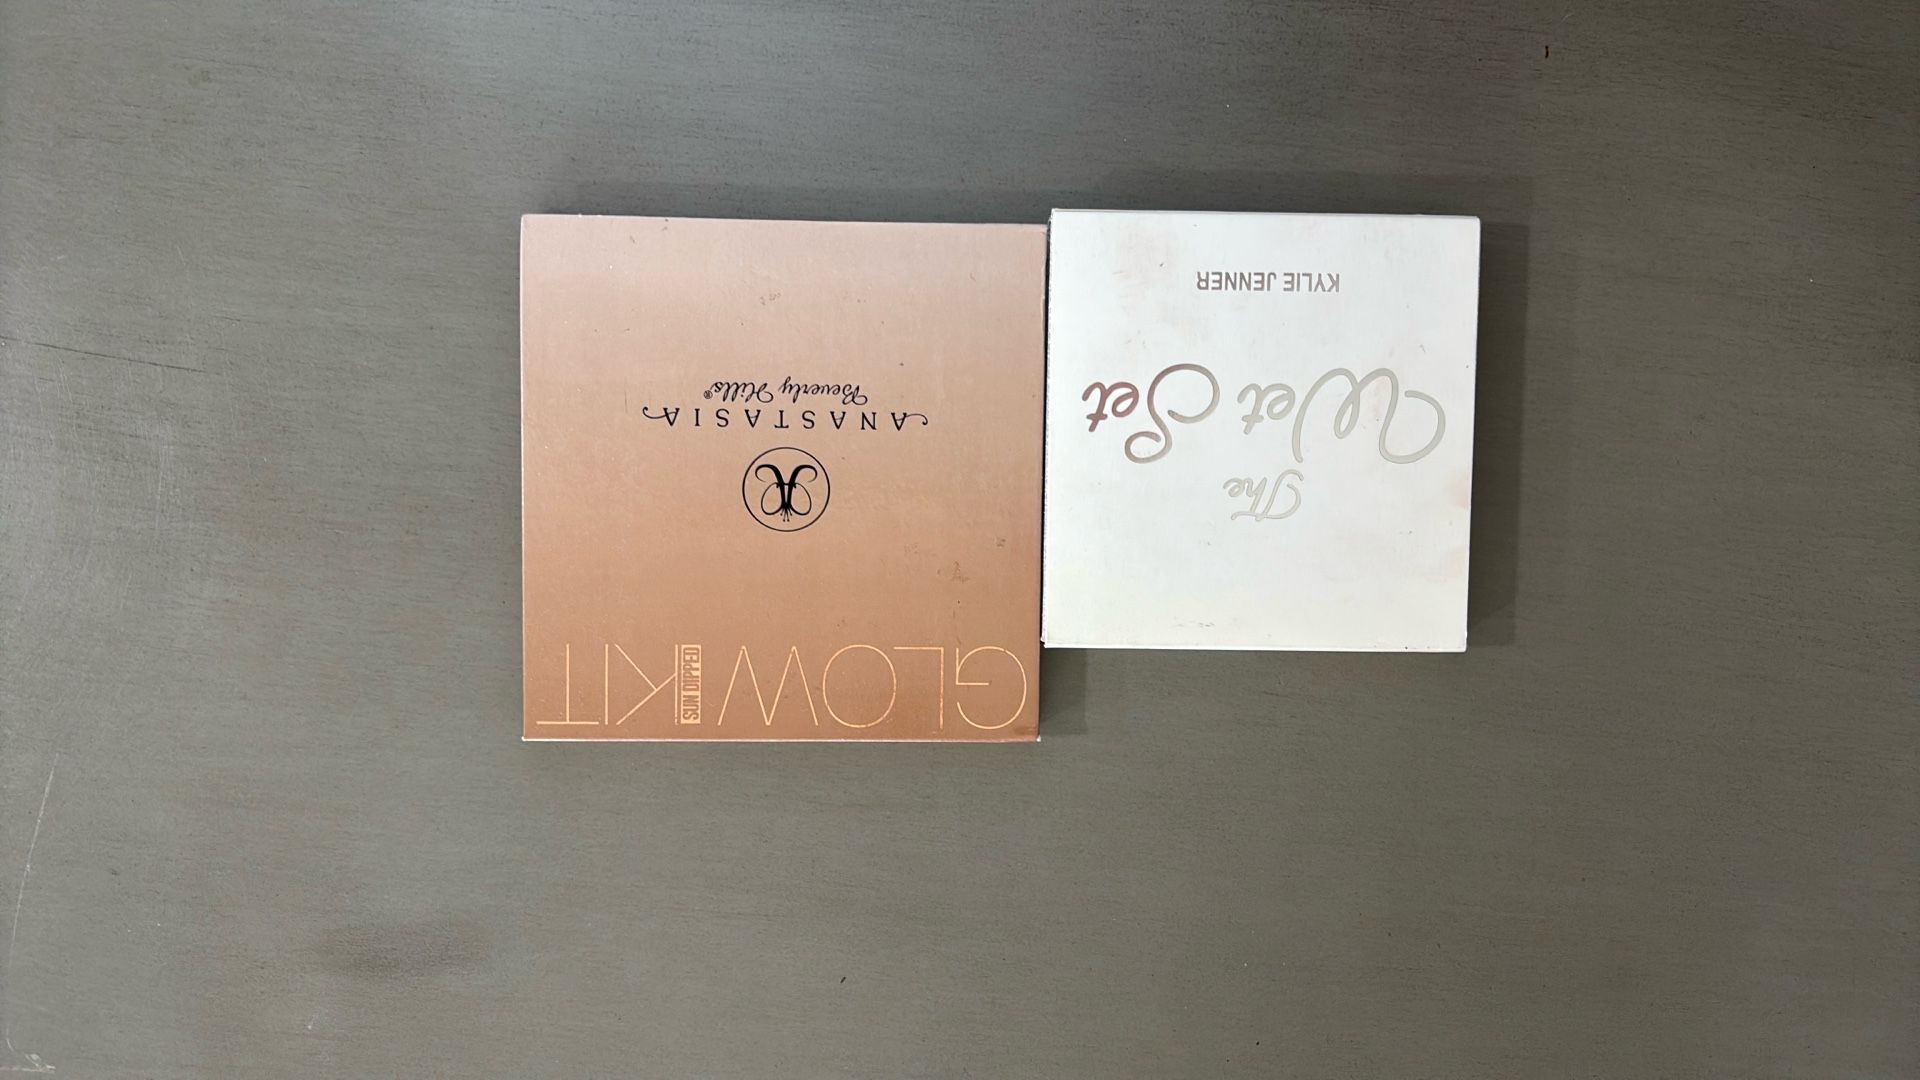 The
Wet Set
KYLIE JENNER
GLOW KIT
SUN DIPPED
ANASTASIA
Beverly Hills®